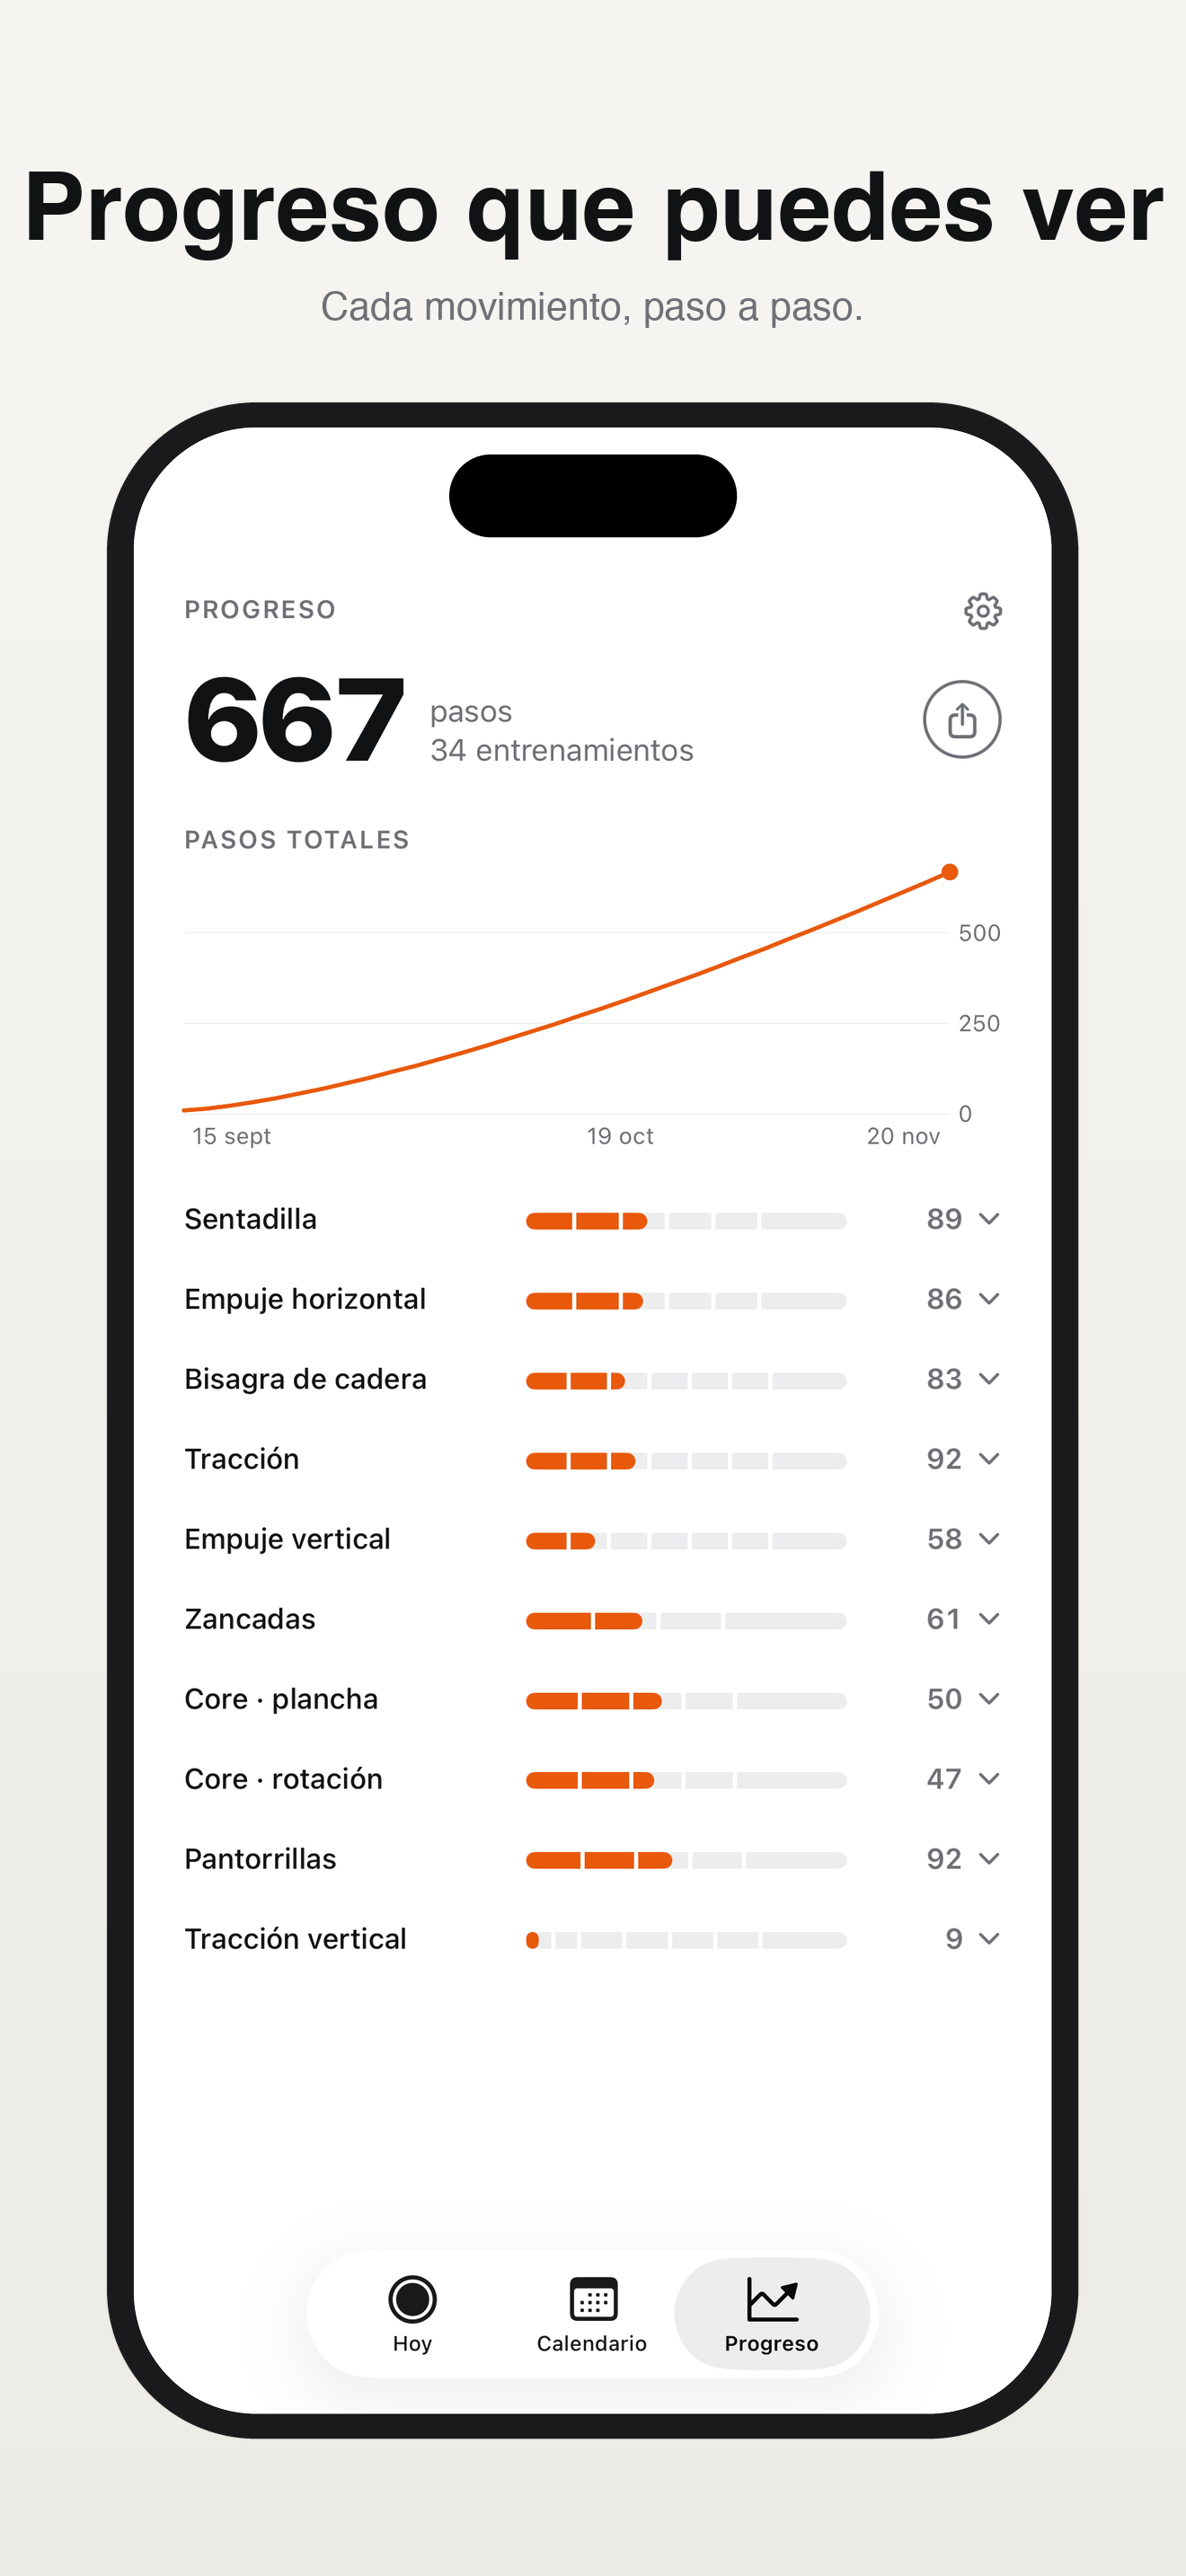 Progreso que puedes ver
Cada movimiento, paso a paso.
PROGRESO
667
pasos
34 entrenamientos
PASOS TOTALES
500
250
0
15 sept
19 oct
20 nov
Sentadilla 89
Empuje horizontal 86
Bisagra de cadera 83
Tracción 92
Empuje vertical 58
Zancadas 61
Core · plancha 50
Core · rotación 47
Pantorrillas 92
Tracción vertical 9
Hoy
Calendario
Progreso